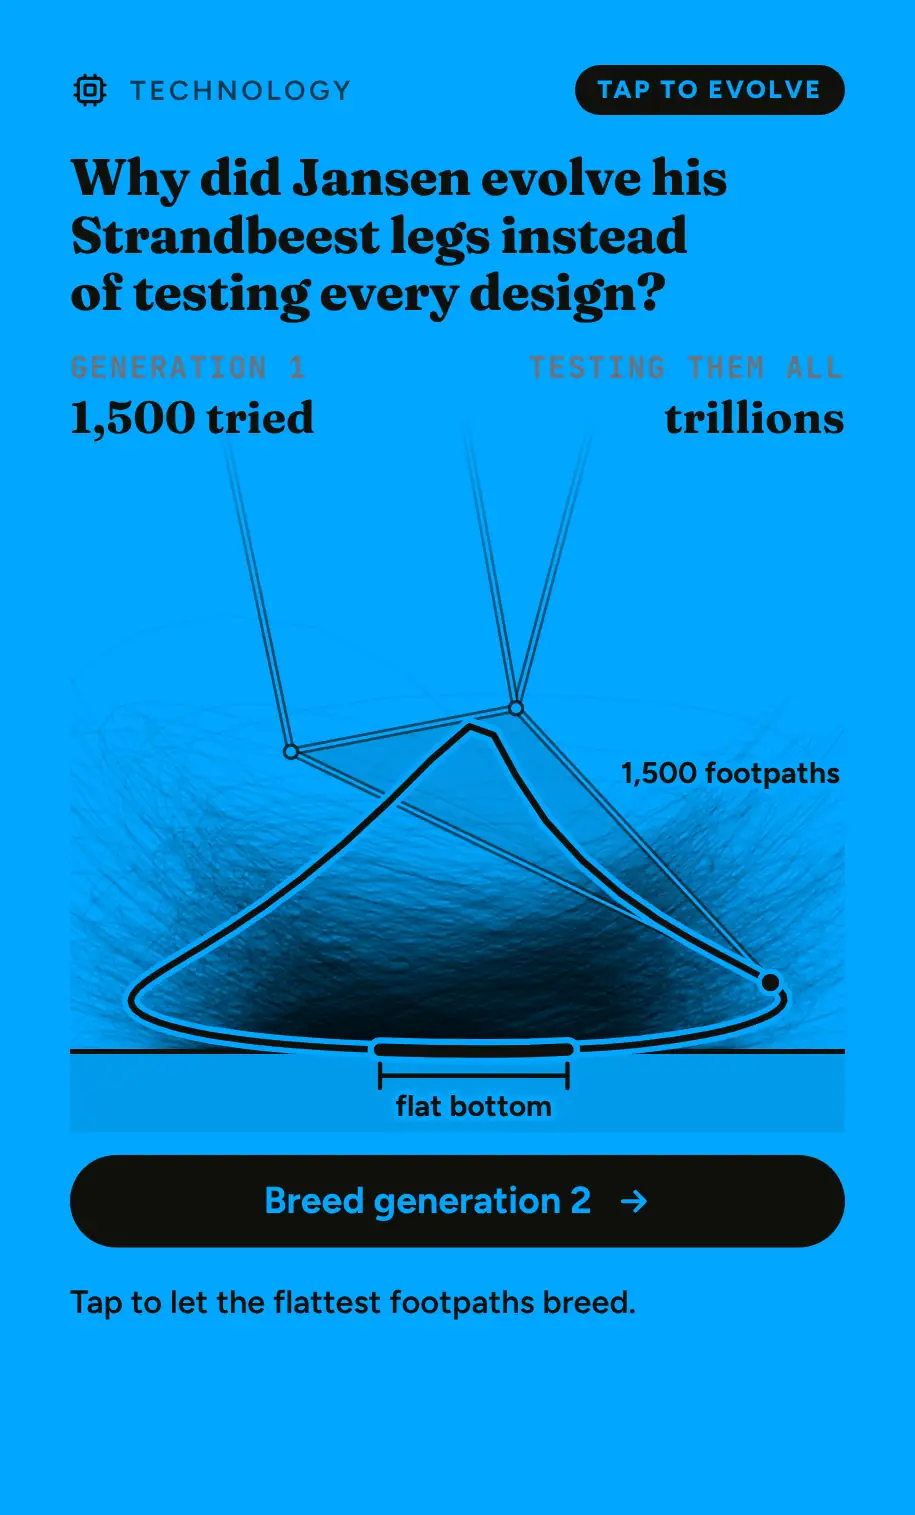 TECHNOLOGY
TAP TO EVOLVE
Why did Jansen evolve his
Strandbeest legs instead
of testing every design?
GENERATION 1
1,500 tried
TESTING THEM ALL
trillions
1,500 footpaths
flat bottom
Breed generation 2 →
Tap to let the flattest footpaths breed.